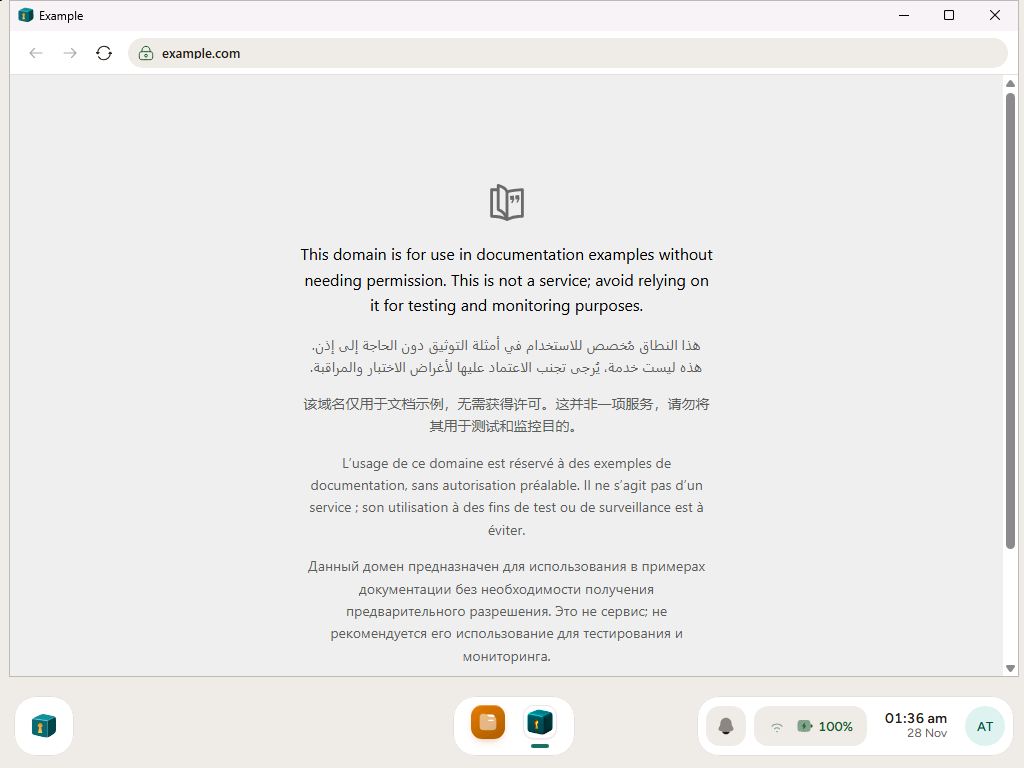 Example
example.com
This domain is for use in documentation examples without
needing permission. This is not a service; avoid relying on
it for testing and monitoring purposes.
هذا النطاق مُخصص للاستخدام في أمثلة التوثيق دون الحاجة إلى إذن.
هذه ليست خدمة، يُرجى تجنب الاعتماد عليها لأغراض الاختبار والمراقبة.
该域名仅用于文档示例，无需获得许可。这并非一项服务，请勿将
其用于测试和监控目的。
L’usage de ce domaine est réservé à des exemples de
documentation, sans autorisation préalable. Il ne s’agit pas d’un
service ; son utilisation à des fins de test ou de surveillance est à
éviter.
Данный домен предназначен для использования в примерах
документации без необходимости получения
предварительного разрешения. Это не сервис; не
рекомендуется его использование для тестирования и
мониторинга.
100%
01:36 am
28 Nov
AT